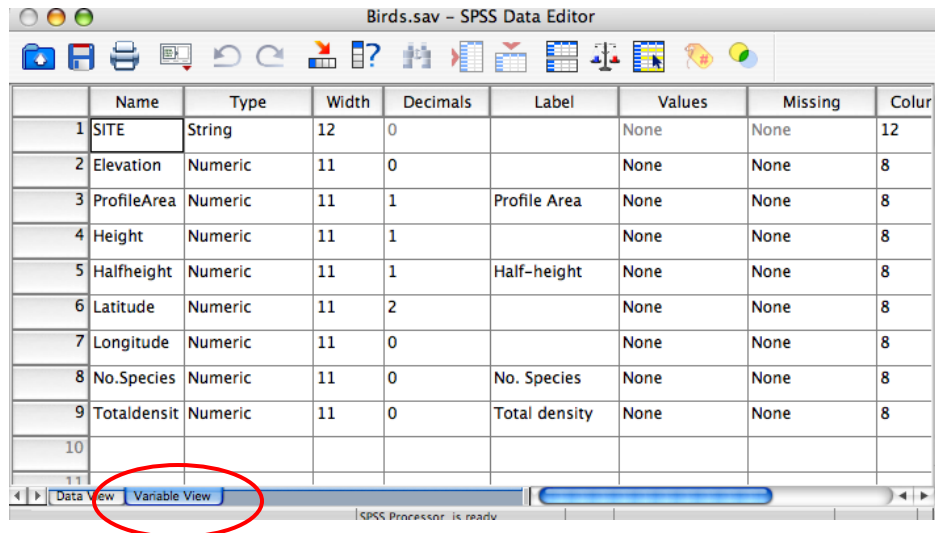 Birds.sav – SPSS Data Editor
#
Name Type Width Decimals Label Values Missing Colur
1 SITE String 12 0 None None 12
2 Elevation Numeric 11 0 None None 8
3 ProfileArea Numeric 11 1 Profile Area None None 8
4 Height Numeric 11 1 None None 8
5 Halfheight Numeric 11 1 Half-height None None 8
6 Latitude Numeric 11 2 None None 8
7 Longitude Numeric 11 0 None None 8
8 No.Species Numeric 11 0 No. Species None None 8
9 Totaldensit Numeric 11 0 Total density None None 8
10
11
Data View Variable View
SPSS Processor is ready